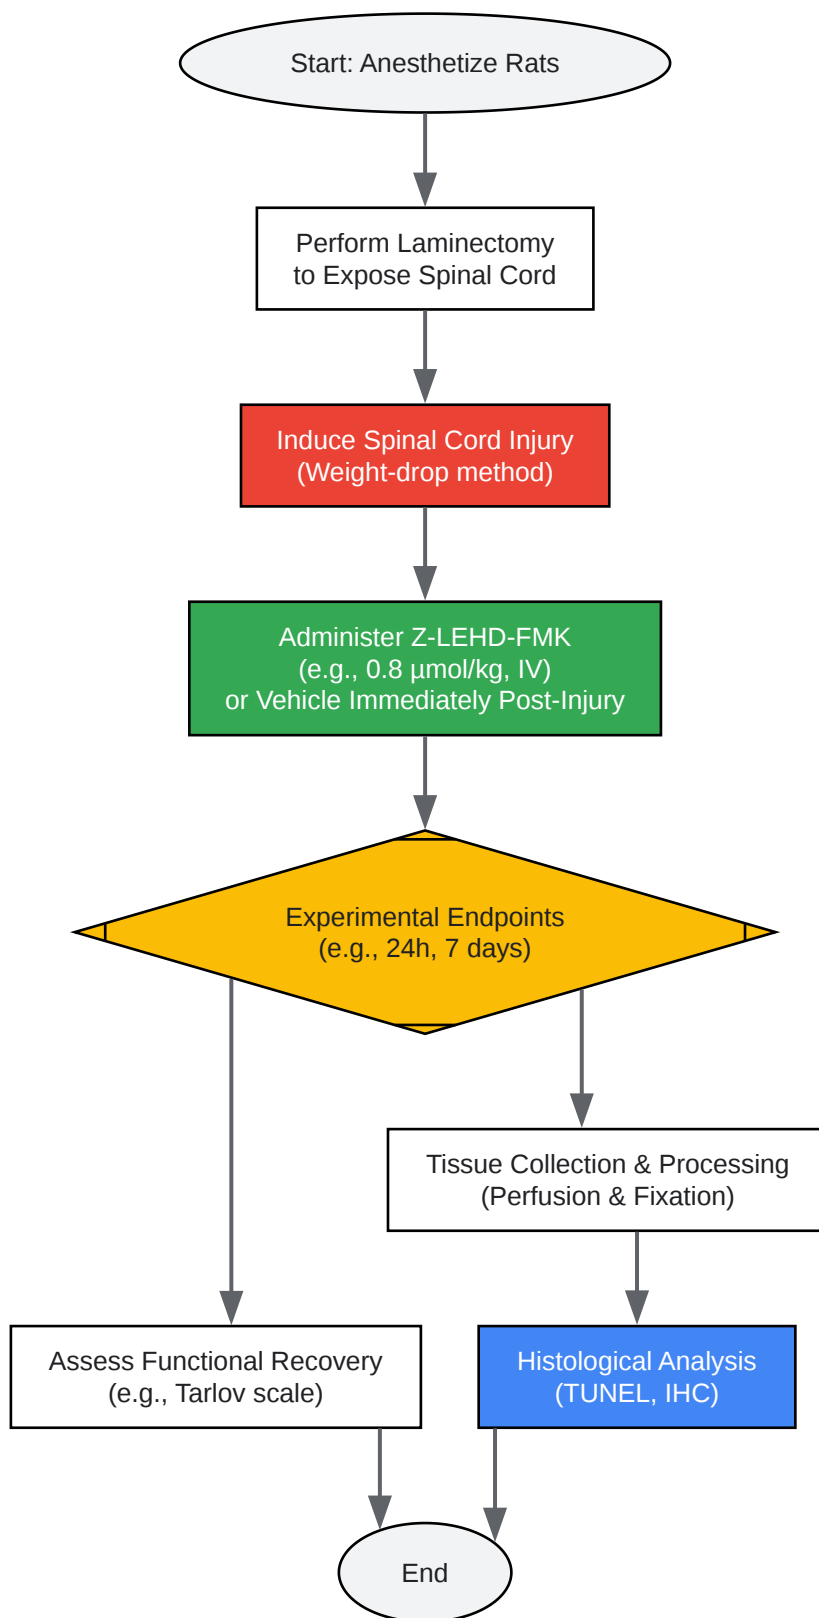 Start: Anesthetize Rats
Perform Laminectomy
to Expose Spinal Cord
Induce Spinal Cord Injury
(Weight-drop method)
Administer Z-LEHD-FMK
(e.g., 0.8 µmol/kg, IV)
or Vehicle Immediately Post-Injury
Experimental Endpoints
(e.g., 24h, 7 days)
Tissue Collection & Processing
(Perfusion & Fixation)
Assess Functional Recovery
(e.g., Tarlov scale)
Histological Analysis
(TUNEL, IHC)
End